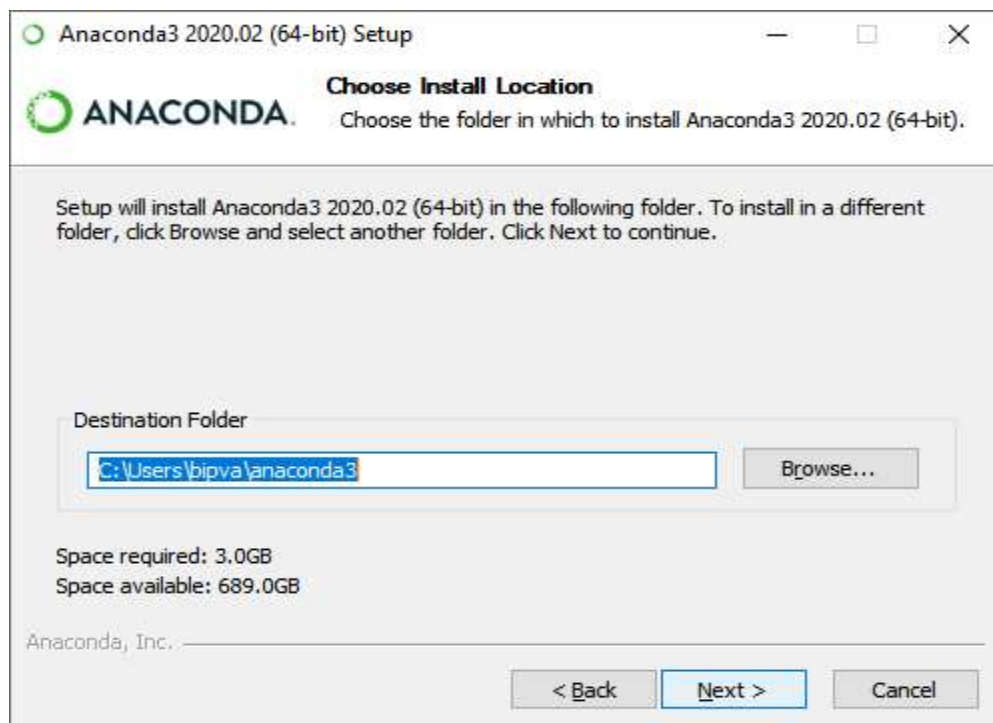 Anaconda3 2020.02 (64-bit) Setup
ANACONDA.
Choose Install Location
Choose the folder in which to install Anaconda3 2020.02 (64-bit).
Setup will install Anaconda3 2020.02 (64-bit) in the following folder. To install in a different
folder, click Browse and select another folder. Click Next to continue.
Destination Folder
C:\Users\bipva\anaconda3
Browse...
Space required: 3.0GB
Space available: 689.0GB
Anaconda, Inc.
< Back
Next >
Cancel